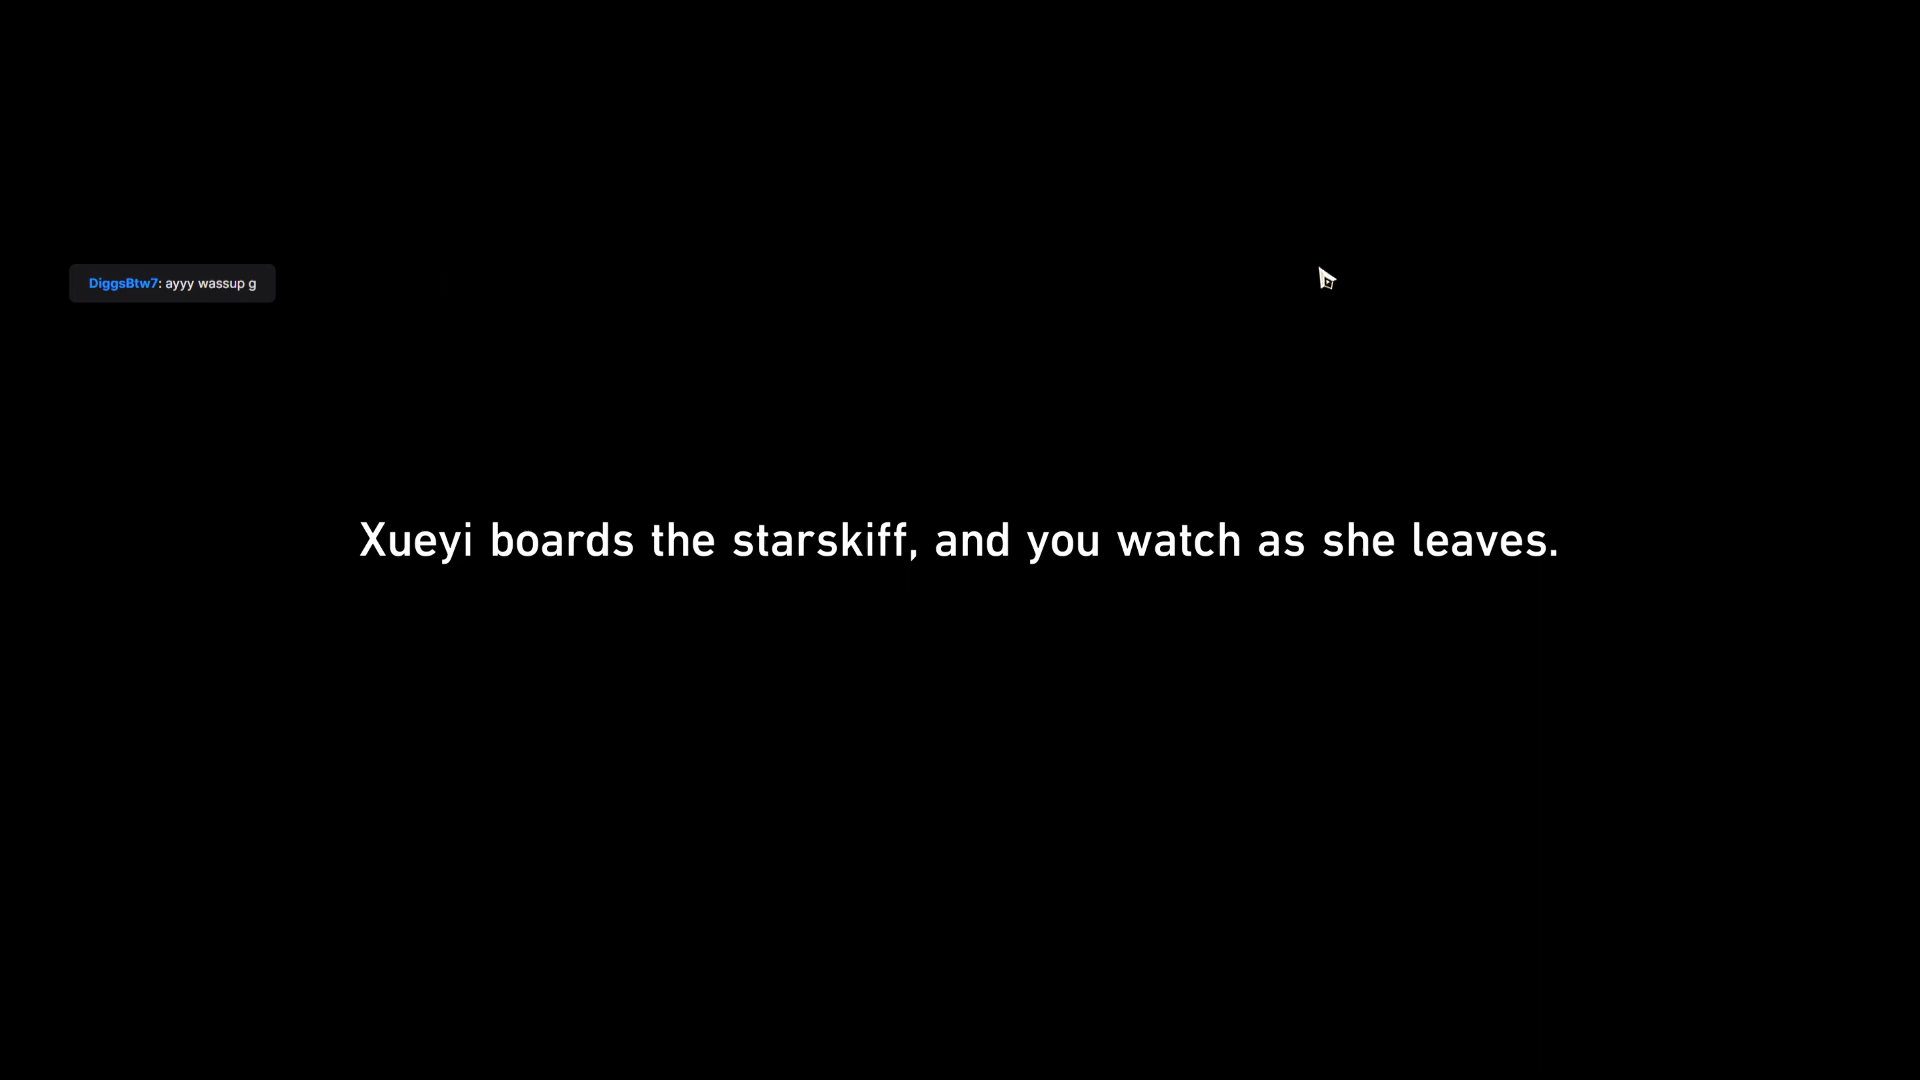 DiggsBtw7: ayyy wassup g
Xueyi boards the starskiff, and you watch as she leaves.